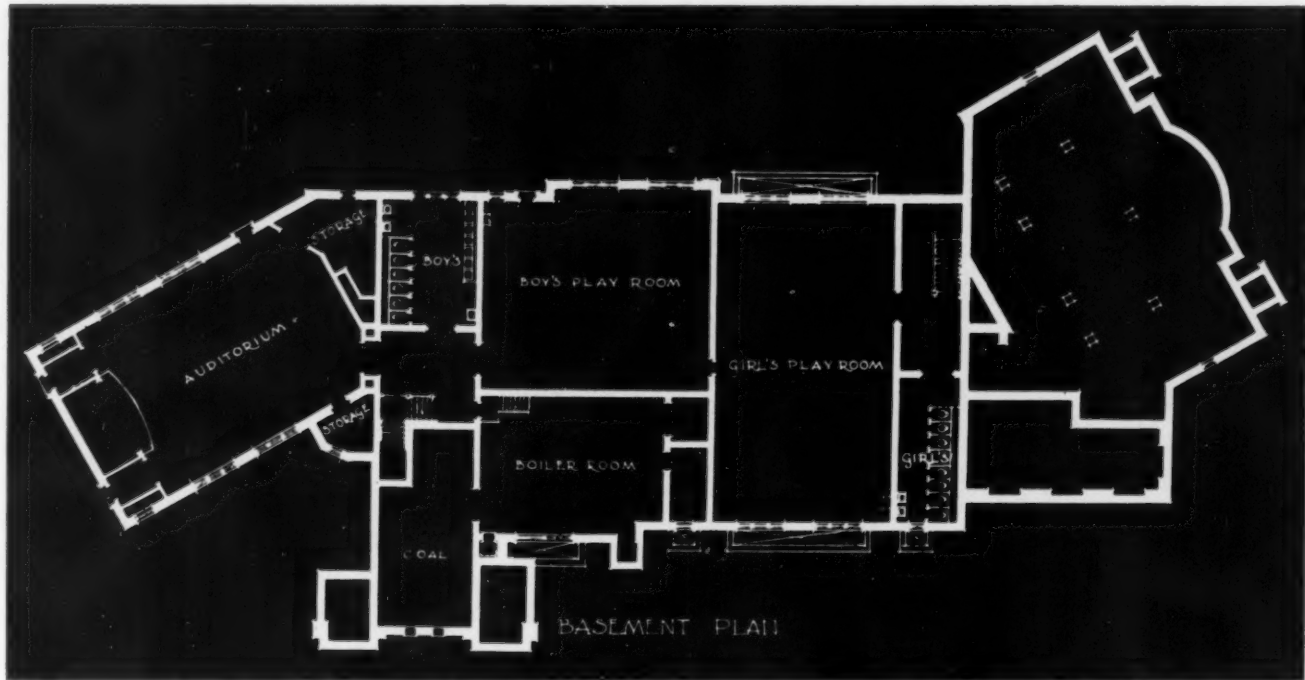 STORAGE
BOY'S
BOY'S PLAY ROOM
AUDITORIUM
GIRL'S PLAY ROOM
STORAGE
GIRL'S
BOILER ROOM
COAL
BASEMENT PLAN